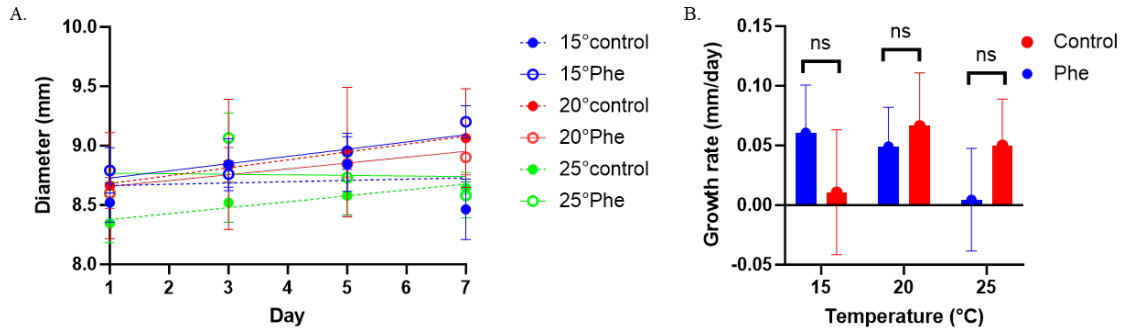 A.
10.0
9.5
9.0
8.5
8.0
Diameter (mm)
1 2 3 4 5 6 7
Day
15°control
15°Phe
20°control
20°Phe
25°control
25°Phe
B.
0.15
0.10
0.05
0.00
-0.05
Growth rate (mm/day)
ns ns ns
15 20 25
Temperature (°C)
Control
Phe